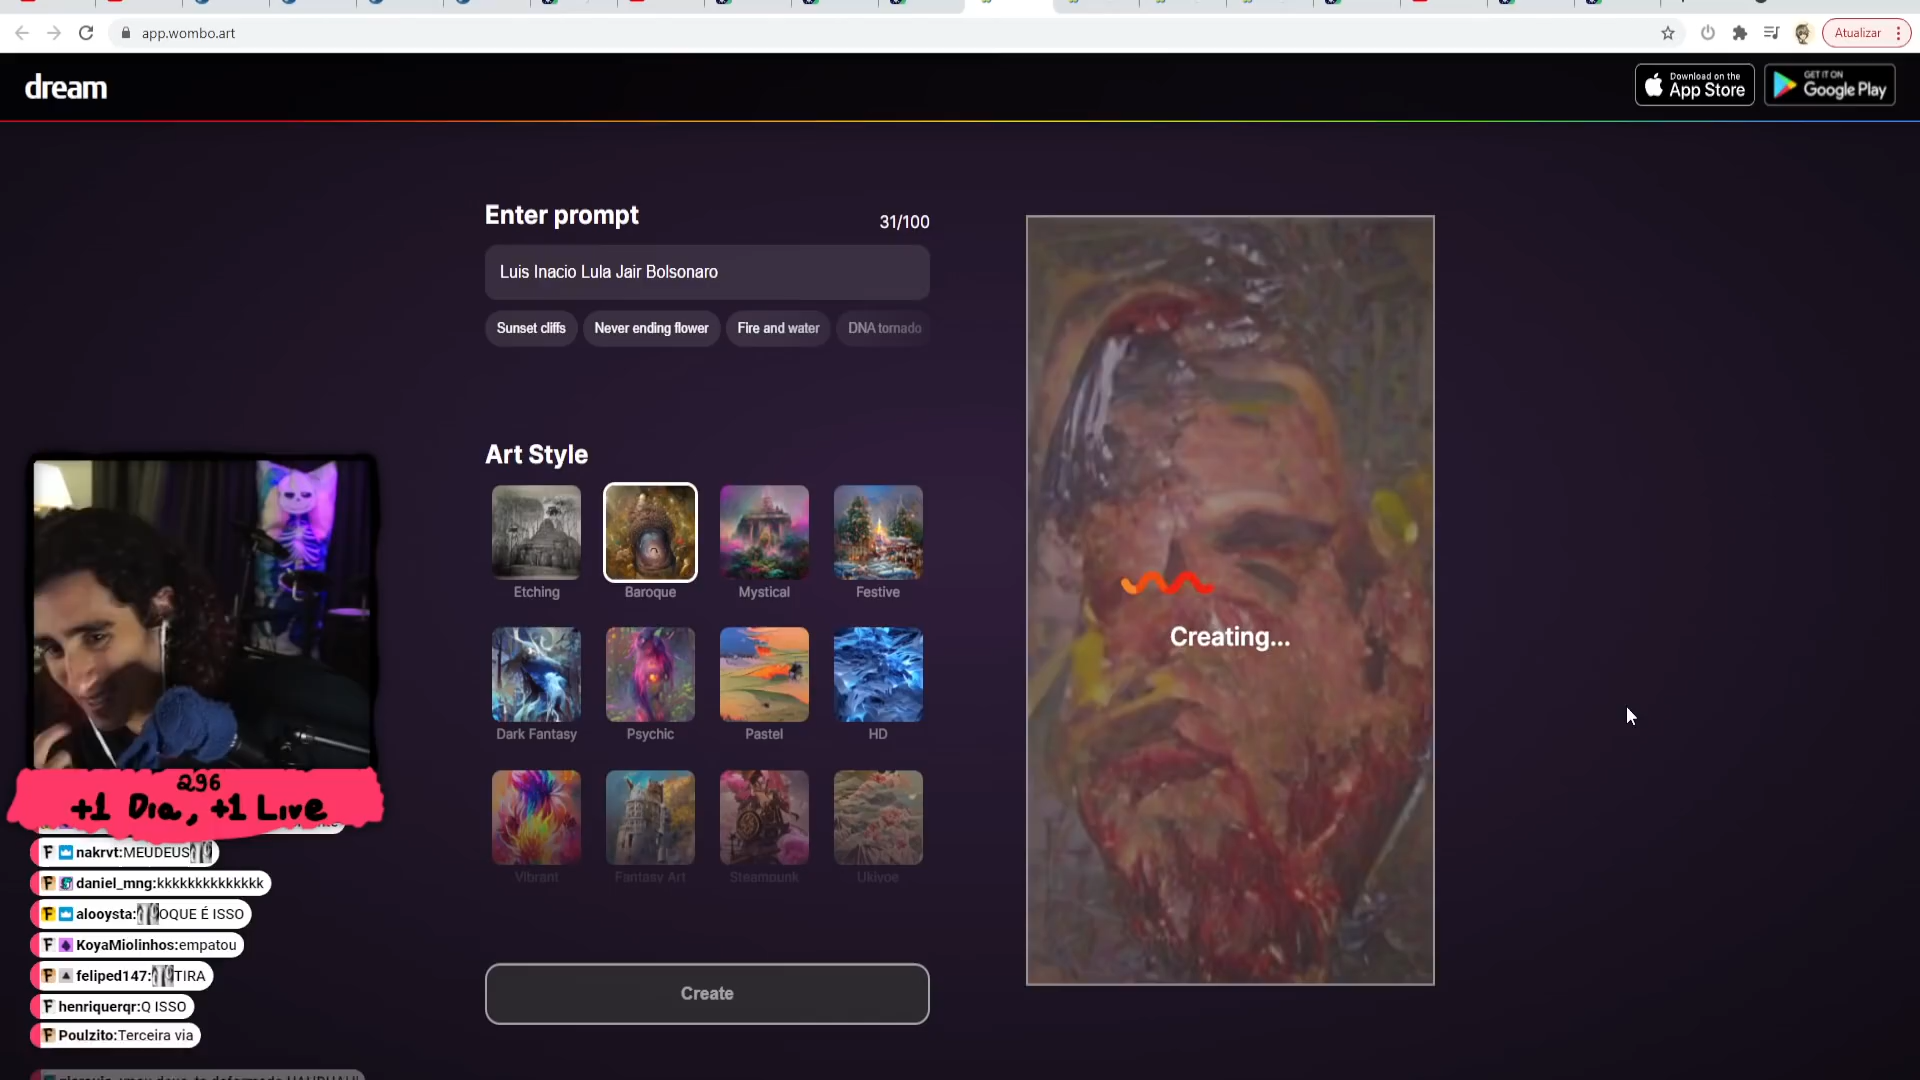 app.wombo.art
Atualizar
dream
Download on the
App Store
GET IT ON
Google Play
Enter prompt
31/100
Luis Inacio Lula Jair Bolsonaro
Sunset cliffs
Never ending flower
Fire and water
DNA tornado
Art Style
Etching
Baroque
Mystical
Festive
Dark Fantasy
Psychic
Pastel
HD
Vibrant
Fantasy Art
Steampunk
Ukiyoe
Create
Creating...
296
+1 Dia, +1 Live
nakrvt:MEUDEUS
daniel_mng:kkkkkkkkkkkkkk
alooysta:OQUE É ISSO
KoyaMiolinhos:empatou
feliped147:TIRA
henriquerqr:Q ISSO
Poulzito:Terceira via